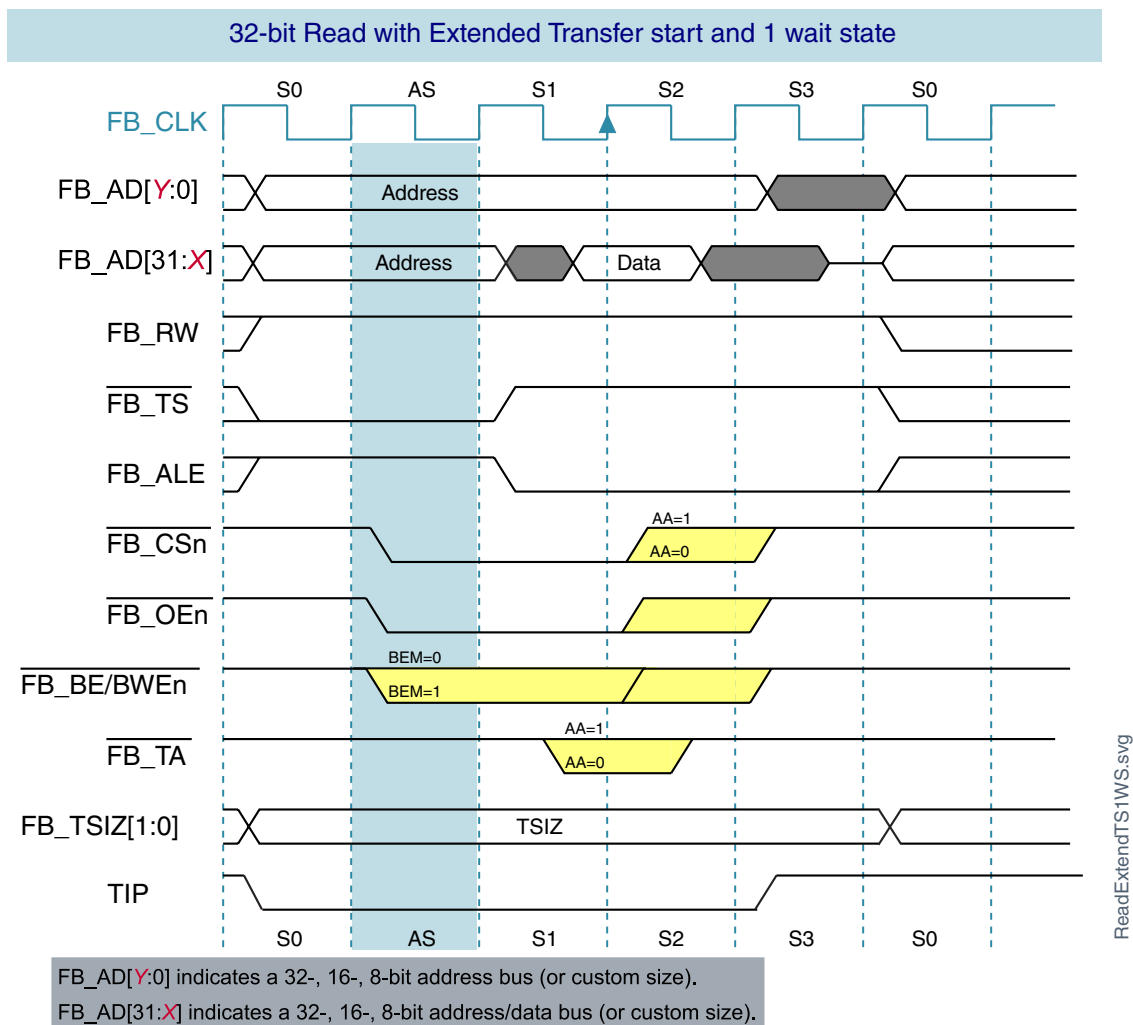 32-bit Read with Extended Transfer start and 1 wait state
S0 AS S1 S2 S3 S0
FB_CLK
FB_AD[Y:0] Address
FB_AD[31:X] Address Data
FB_RW
FB_TS
FB_ALE
AA=1
FB_CSn AA=0
FB_OEn
BEM=0
FB_BE/BWEn BEM=1
AA=1
FB_TA AA=0
FB_TSIZ[1:0] TSIZ
TIP
S0 AS S1 S2 S3 S0
FB_AD[Y:0] indicates a 32-, 16-, 8-bit address bus (or custom size).
FB_AD[31:X] indicates a 32-, 16-, 8-bit address/data bus (or custom size).
ReadExtendTS1WS.svg